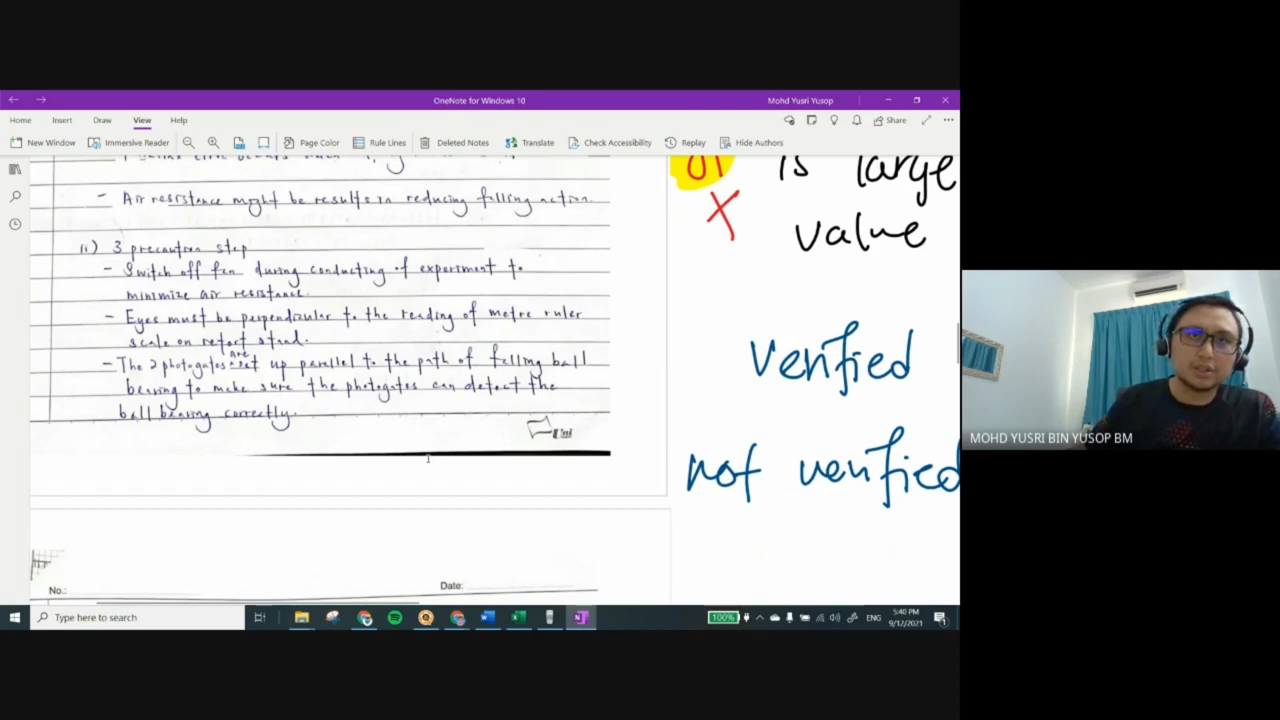 OneNote for Windows 10
Mohd Yusri Yusop
Home Insert Draw View Help
Share
New Window Immersive Reader Page Color Rule Lines Deleted Notes Translate Check Accessibility Replay Hide Authors
- Air resistance might be results in reducing falling action.
ii) 3 precaution step
- Switch off fan during conducting of experiment to
minimize air resistance.
- Eyes must be perpendicular to the reading of metre ruler
scale on retort stand.
- The 2 photogates are set up parallel to the path of falling ball
bearing to make sure the photogates can detect the
ball bearing correctly.
is large
X value
verified
not verified
No.:
Date:
MOHD YUSRI BIN YUSOP BM
Type here to search
100%
ENG
5:40 PM
9/12/2021